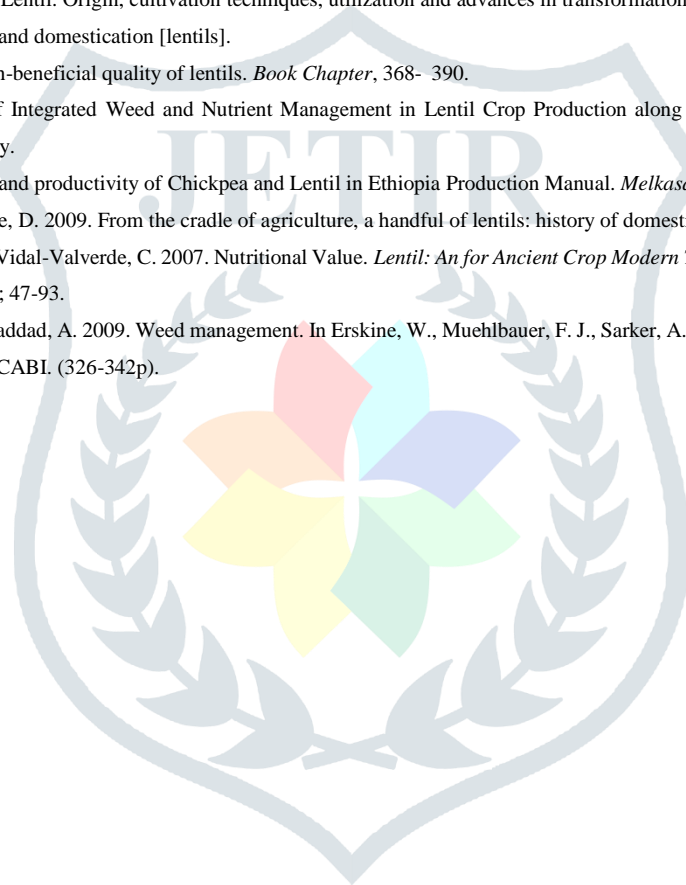 Lentil: Origin, cultivation techniques, utilization and advances in transformation
and domestication [lentils].
n-beneficial quality of lentils. Book Chapter, 368- 390.
f Integrated Weed and Nutrient Management in Lentil Crop Production along
y.
and productivity of Chickpea and Lentil in Ethiopia Production Manual. Melkas
e, D. 2009. From the cradle of agriculture, a handful of lentils: history of domest
Vidal-Valverde, C. 2007. Nutritional Value. Lentil: An for Ancient Crop Modern
; 47-93.
addad, A. 2009. Weed management. In Erskine, W., Muehlbauer, F. J., Sarker, A.
CABI. (326-342p).
JETIR